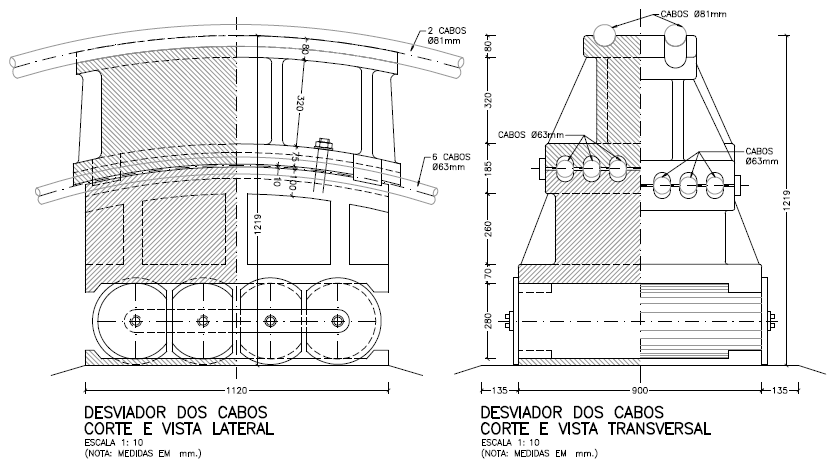 2 CABOS
Ø81mm
80
320
75
100
10
6 CABOS
Ø63mm
1219
1120
DESVIADOR DOS CABOS
CORTE E VISTA LATERAL
ESCALA 1: 10
(NOTA: MEDIDAS EM mm.)
CABOS Ø81mm
80
320
CABOS Ø63mm
CABOS
Ø63mm
185
1219
260
70
280
135
900
135
DESVIADOR DOS CABOS
CORTE E VISTA TRANSVERSAL
ESCALA 1: 10
(NOTA: MEDIDAS EM mm.)